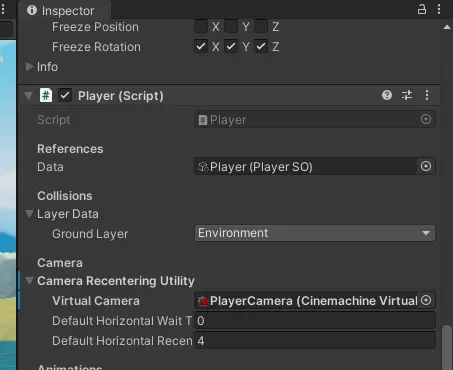 Inspector
Freeze Position X Y Z
Freeze Rotation X Y Z
Info
# Player (Script)
Script Player
References
Data Player (Player SO)
Collisions
Layer Data
Ground Layer Environment
Camera
Camera Recentering Utility
Virtual Camera PlayerCamera (Cinemachine Virtual
Default Horizontal Wait T 0
Default Horizontal Recen 4
Animations